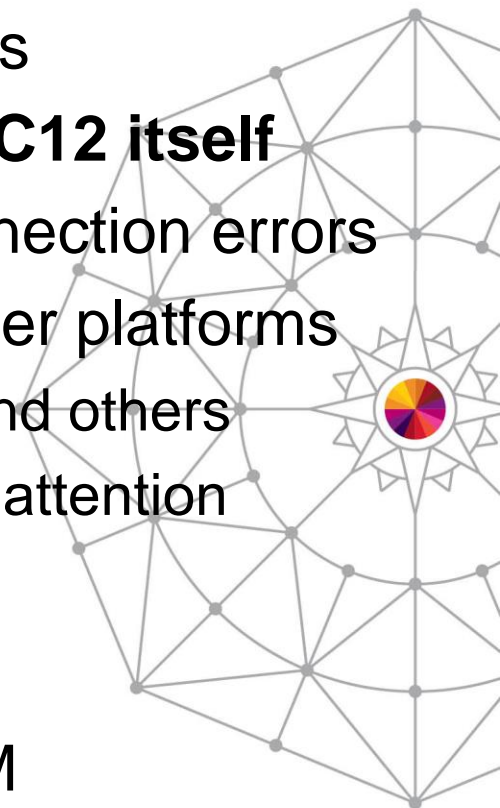 s
C12 itself
nection errors
er platforms
nd others
attention
M